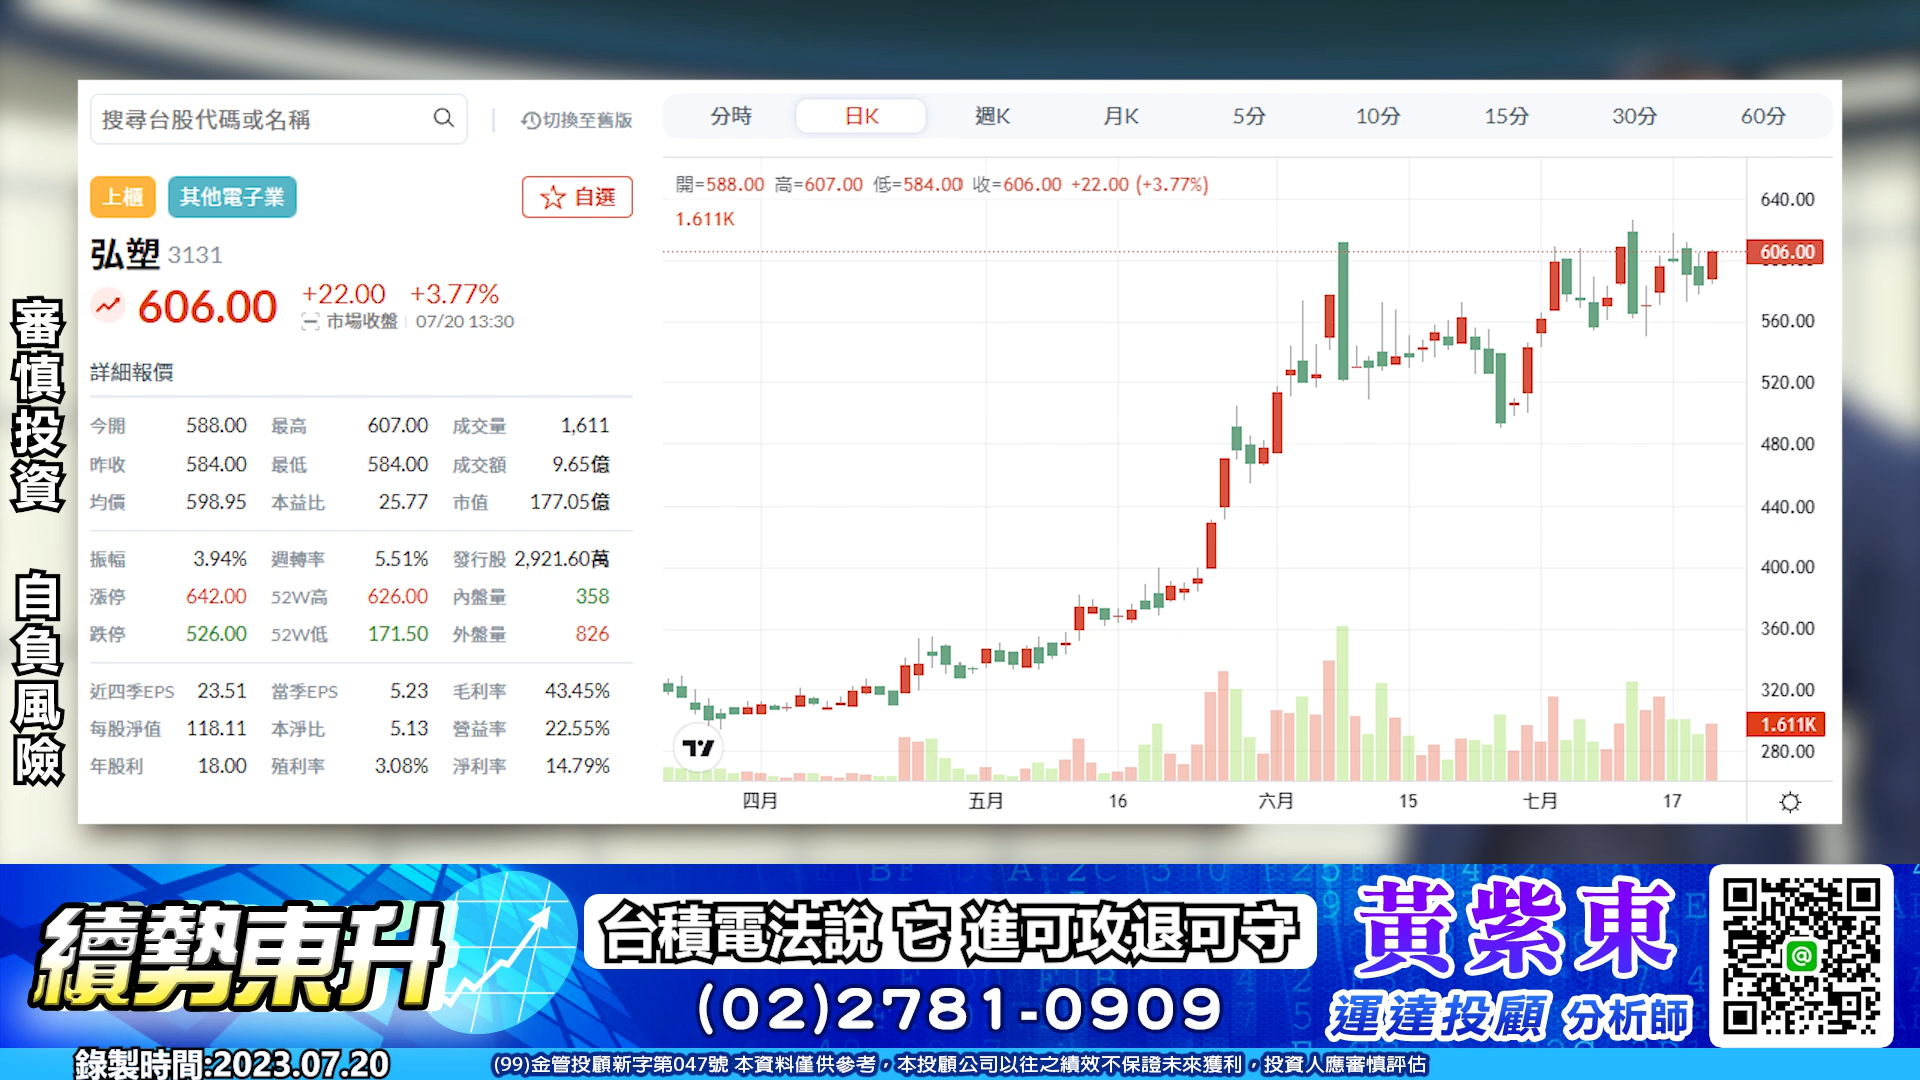 搜尋台股代碼或名稱
切換至舊版
上櫃 其他電子業
自選
弘塑 3131
606.00 +22.00 +3.77%
市場收盤 07/20 13:30
詳細報價
今開 588.00 最高 607.00 成交量 1,611
昨收 584.00 最低 584.00 成交額 9.65億
均價 598.95 本益比 25.77 市值 177.05億
振幅 3.94% 週轉率 5.51% 發行股 2,921.60萬
漲停 642.00 52W高 626.00 內盤量 358
跌停 526.00 52W低 171.50 外盤量 826
近四季EPS 23.51 當季EPS 5.23 毛利率 43.45%
每股淨值 118.11 本淨比 5.13 營益率 22.55%
年股利 18.00 殖利率 3.08% 淨利率 14.79%
分時 日K 週K 月K 5分 10分 15分 30分 60分
開=588.00 高=607.00 低=584.00 收=606.00 +22.00 (+3.77%)
1.611K
640.00
606.00
560.00
520.00
480.00
440.00
400.00
360.00
320.00
1.611K
280.00
四月 五月 16 六月 15 七月 17
審慎投資 自負風險
續勢東升
台積電法說 它 進可攻退可守
(02)2781-0909
黃紫東
運達投顧 分析師
錄製時間:2023.07.20
(99)金管投顧新字第047號 本資料僅供參考，本投顧公司以往之績效不保證未來獲利，投資人應審慎評估